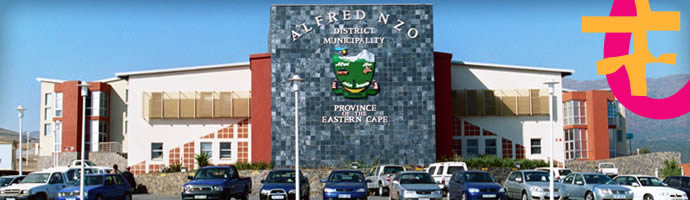 ALFRED NZO
DISTRICT
MUNICIPALITY
PROVINCE
OF THE
EASTERN CAPE